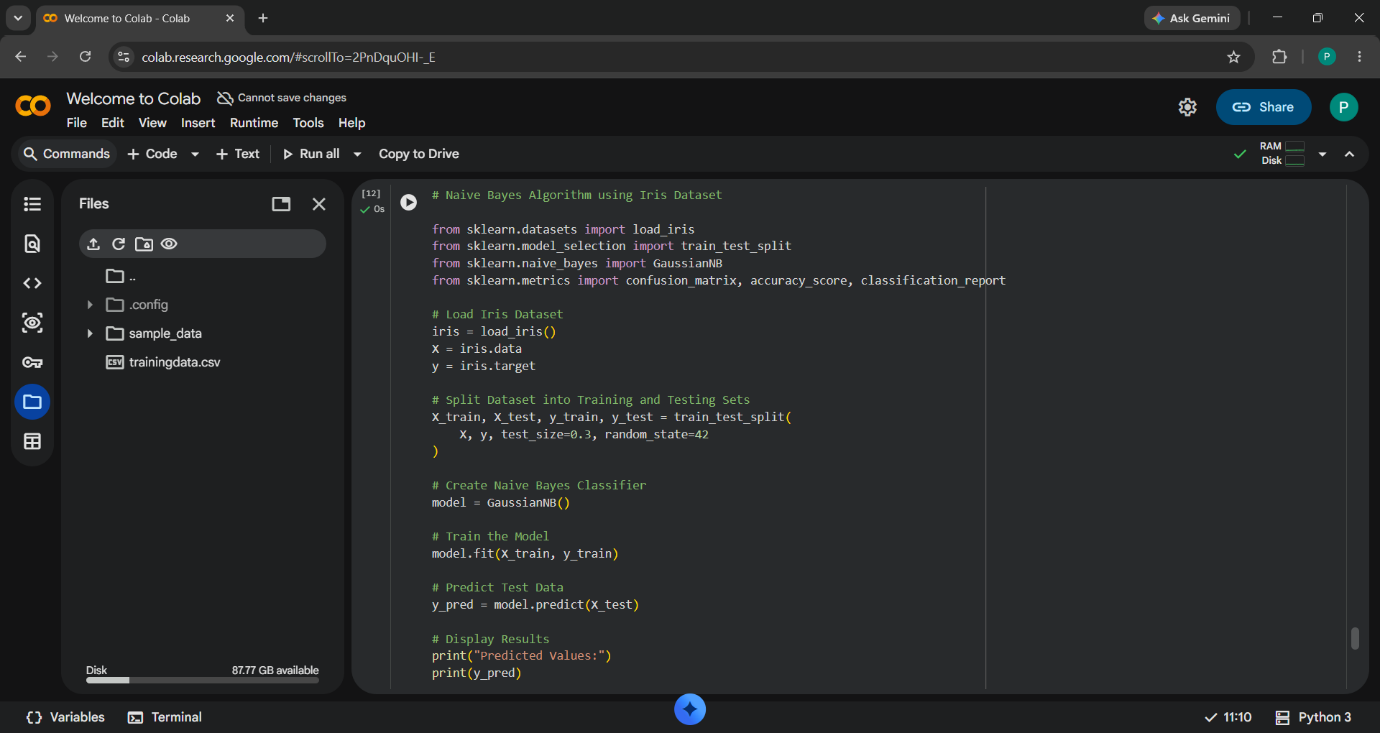 Welcome to Colab - Colab
Ask Gemini
colab.research.google.com/#scrollTo=2PnDquOHI-_E
P
Welcome to Colab
Cannot save changes
File Edit View Insert Runtime Tools Help
Share
P
Commands + Code + Text Run all Copy to Drive
RAM
Disk
Files
..
.config
sample_data
CSV trainingdata.csv
Disk 87.77 GB available
[12]
0s
# Naive Bayes Algorithm using Iris Dataset
from sklearn.datasets import load_iris
from sklearn.model_selection import train_test_split
from sklearn.naive_bayes import GaussianNB
from sklearn.metrics import confusion_matrix, accuracy_score, classification_report
# Load Iris Dataset
iris = load_iris()
X = iris.data
y = iris.target
# Split Dataset into Training and Testing Sets
X_train, X_test, y_train, y_test = train_test_split(
    X, y, test_size=0.3, random_state=42
)
# Create Naive Bayes Classifier
model = GaussianNB()
# Train the Model
model.fit(X_train, y_train)
# Predict Test Data
y_pred = model.predict(X_test)
# Display Results
print("Predicted Values:")
print(y_pred)
Variables
Terminal
11:10
Python 3